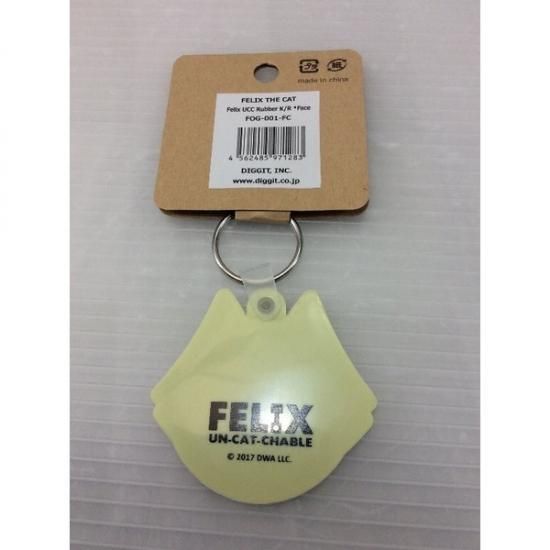 made in china
FELIX THE CAT
Felix UCC Rubber K/R *Face
FOG-001-FC
4 562485 971283
DIGGIT, INC.
www.diggit.co.jp
FELIX
UN-CAT-CHABLE
© 2017 DWA LLC.